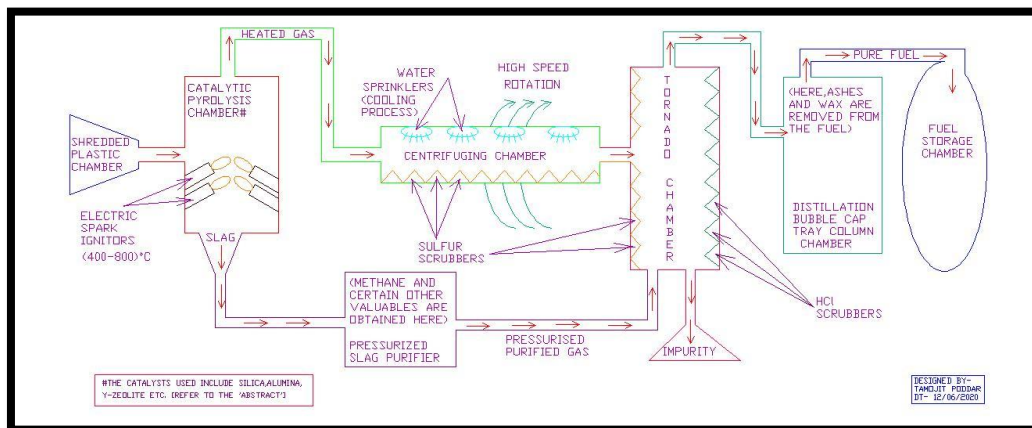 HEATED GAS
CATALYTIC
PYROLYSIS
CHAMBER#
SHREDDED
PLASTIC
CHAMBER
ELECTRIC
SPARK
IGNITORS
(400-800)°C
SLAG
WATER
SPRINKLERS
(COOLING
PROCESS)
HIGH SPEED
ROTATION
CENTRIFUGING CHAMBER
SULFUR
SCRUBBERS
(METHANE AND
CERTAIN OTHER
VALUABLES ARE
OBTAINED HERE)
PRESSURIZED
SLAG PURIFIER
PRESSURISED
PURIFIED GAS
TORNADO CHAMBER
IMPURITY
HCl
SCRUBBERS
PURE FUEL
(HERE,ASHES
AND WAX ARE
REMOVED FROM
THE FUEL)
DISTILLATION
BUBBLE CAP
TRAY COLUMN
CHAMBER
FUEL
STORAGE
CHAMBER
#THE CATALYSTS USED INCLUDE SILICA,ALUMINA,
Y-ZEOLITE ETC. [REFER TO THE 'ABSTRACT']
DESIGNED BY-
TAMOJIT PODDAR
DT- 12/06/2020